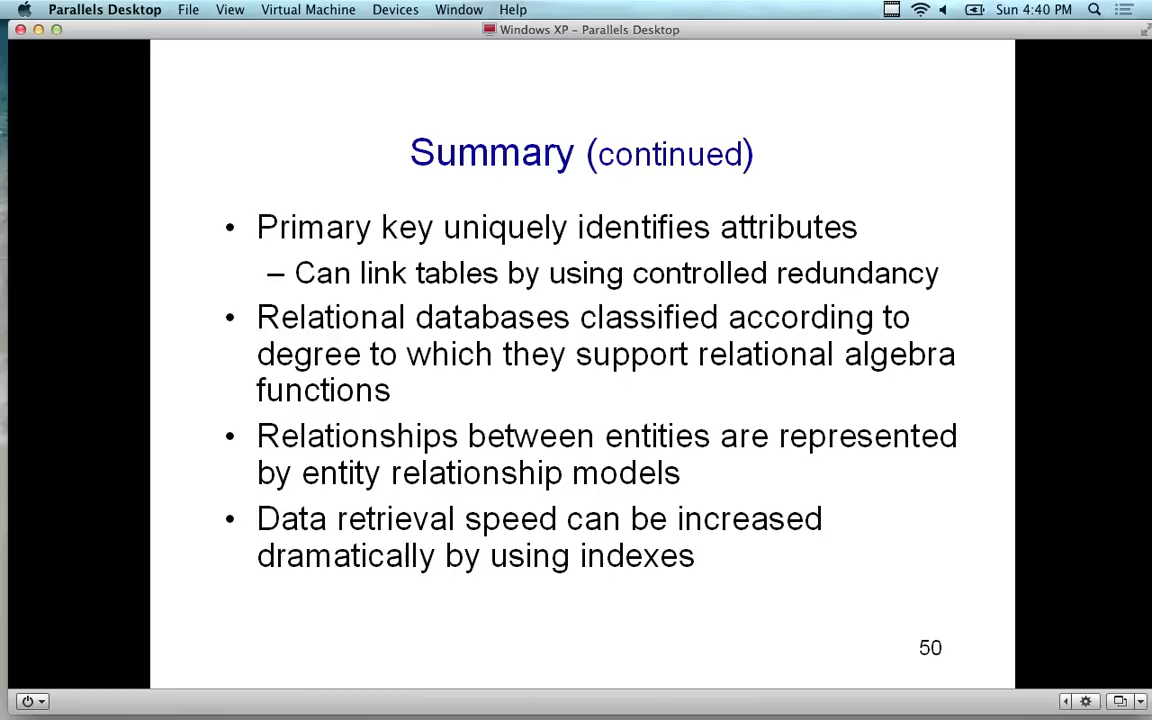 Parallels Desktop File View Virtual Machine Devices Window Help Sun 4:40 PM
Windows XP – Parallels Desktop
Summary (continued)
• Primary key uniquely identifies attributes
– Can link tables by using controlled redundancy
• Relational databases classified according to
degree to which they support relational algebra
functions
• Relationships between entities are represented
by entity relationship models
• Data retrieval speed can be increased
dramatically by using indexes
50